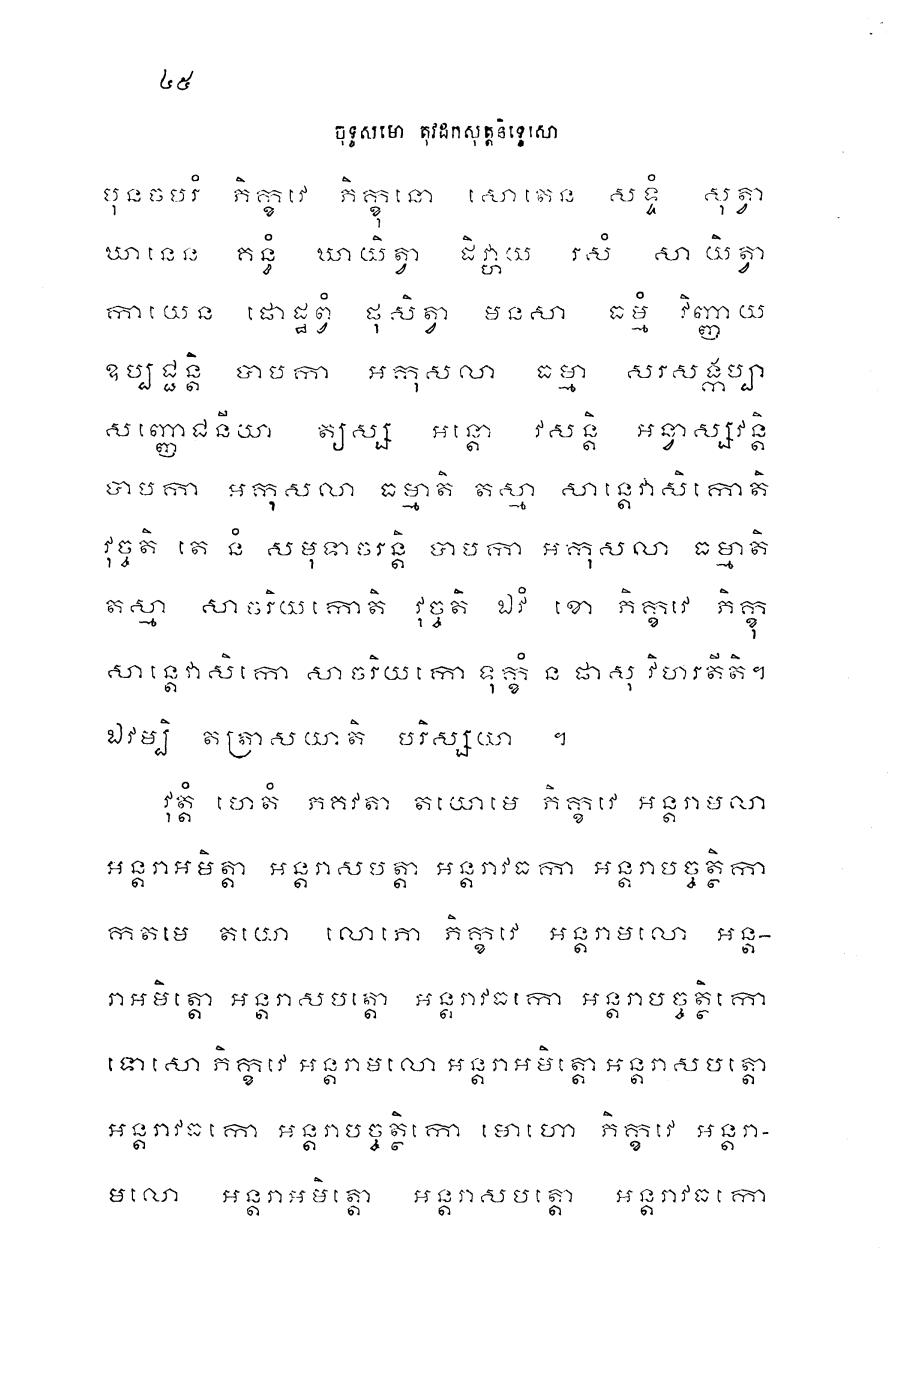 ៤៥
ចុទ្ទសមោ តុវដកសុត្តនិទ្ទេសោ
បុនចបរំ ភិក្ខវេ ភិក្ខុនោ សោតេន សទ្ទំ សុត្វា
ឃានេន គន្ធំ ឃាយិត្វា ជិវ្ហាយ រសំ សាយិត្វា
កាយេន ផោដ្ឋព្វំ ផុសិត្វា មនសា ធម្មំ វិញ្ញាយ
ឧប្បជ្ជន្តិ បាបកា អកុសលា ធម្មា សរសង្កប្បា
សញ្ញោជនីយា ត្យស្ស អន្តោ វសន្តិ អន្វាស្សវន្តិ
បាបកា អកុសលា ធម្មាតិ តស្មា សាន្តេវាសិកោតិ
វុច្ចតិ តេ នំ សមុទាចរន្តិ បាបកា អកុសលា ធម្មាតិ
តស្មា សាចរិយកោតិ វុច្ចតិ ឯវំ ខោ ភិក្ខវេ ភិក្ខុ
សាន្តេវាសិកោ សាចរិយកោ ទុក្ខំ ន ផាសុ វិហរតីតិ។
ឯវម្បិ តត្រាសយាតិ បរិស្សយា ។
វុត្តំ ហេតំ ភគវតា តយោមេ ភិក្ខវេ អន្តរាមលា
អន្តរាអមិត្តា អន្តរាសបត្តា អន្តរាវធកា អន្តរាបច្ចត្ថិកា
កតមេ តយោ លោភោ ភិក្ខវេ អន្តរាមលោ អន្ត-
រាអមិត្តោ អន្តរាសបត្តោ អន្តរាវធកោ អន្តរាបច្ចត្ថិកោ
ទោសោ ភិក្ខវេ អន្តរាមលោ អន្តរាអមិត្តោ អន្តរាសបត្តោ
អន្តរាវធកោ អន្តរាបច្ចត្ថិកោ មោហោ ភិក្ខវេ អន្តរា-
មលោ អន្តរាអមិត្តោ អន្តរាសបត្តោ អន្តរាវធកោ